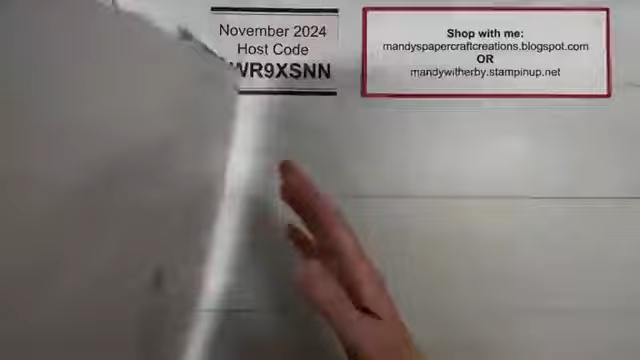 November 2024
Host Code
WR9XSNN
Shop with me:
mandyspapercraftcreations.blogspot.com
OR
mandywitherby.stampinup.net